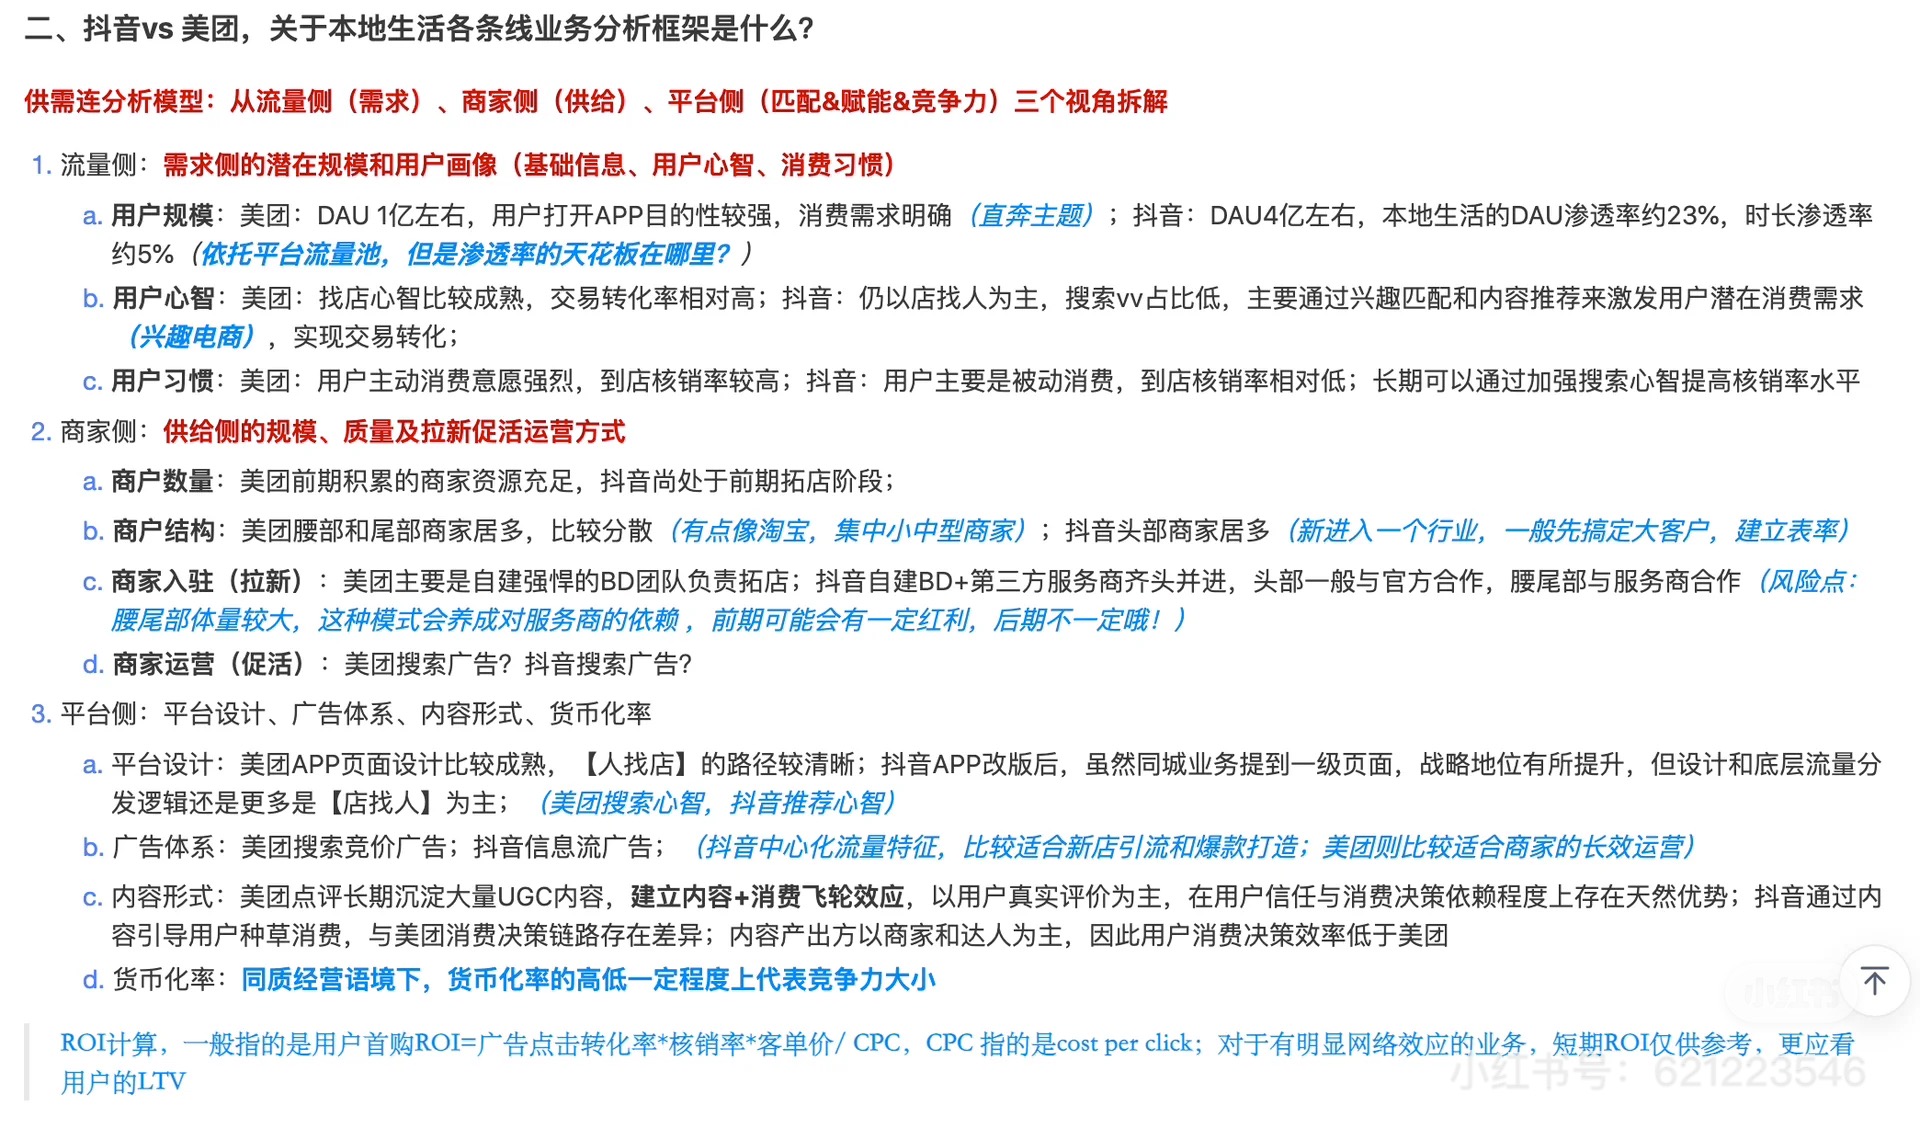 二、抖音vs 美团，关于本地生活各条线业务分析框架是什么？
供需连分析模型：从流量侧（需求）、商家侧（供给）、平台侧（匹配&赋能&竞争力）三个视角拆解
1. 流量侧：需求侧的潜在规模和用户画像（基础信息、用户心智、消费习惯）
a. 用户规模：美团：DAU 1亿左右，用户打开APP目的性较强，消费需求明确（直奔主题）；抖音：DAU4亿左右，本地生活的DAU渗透率约23%，时长渗透率
约5%（依托平台流量池，但是渗透率的天花板在哪里？）
b. 用户心智：美团：找店心智比较成熟，交易转化率相对高；抖音：仍以店找人为主，搜索vv占比低，主要通过兴趣匹配和内容推荐来激发用户潜在消费需求
（兴趣电商），实现交易转化；
c. 用户习惯：美团：用户主动消费意愿强烈，到店核销率较高；抖音：用户主要是被动消费，到店核销率相对低；长期可以通过加强搜索心智提高核销率水平
2. 商家侧：供给侧的规模、质量及拉新促活运营方式
a. 商户数量：美团前期积累的商家资源充足，抖音尚处于前期拓店阶段；
b. 商户结构：美团腰部和尾部商家居多，比较分散（有点像淘宝，集中小中型商家）；抖音头部商家居多（新进入一个行业，一般先搞定大客户，建立表率）
c. 商家入驻（拉新）：美团主要是自建强悍的BD团队负责拓店；抖音自建BD+第三方服务商齐头并进，头部一般与官方合作，腰尾部与服务商合作（风险点：
腰尾部体量较大，这种模式会养成对服务商的依赖 ，前期可能会有一定红利，后期不一定哦！）
d. 商家运营（促活）：美团搜索广告？抖音搜索广告？
3. 平台侧：平台设计、广告体系、内容形式、货币化率
a. 平台设计：美团APP页面设计比较成熟，【人找店】的路径较清晰；抖音APP改版后，虽然同城业务提到一级页面，战略地位有所提升，但设计和底层流量分
发逻辑还是更多是【店找人】为主；（美团搜索心智，抖音推荐心智）
b. 广告体系：美团搜索竞价广告；抖音信息流广告；（抖音中心化流量特征，比较适合新店引流和爆款打造；美团则比较适合商家的长效运营）
c. 内容形式：美团点评长期沉淀大量UGC内容，建立内容+消费飞轮效应，以用户真实评价为主，在用户信任与消费决策依赖程度上存在天然优势；抖音通过内
容引导用户种草消费，与美团消费决策链路存在差异；内容产出方以商家和达人为主，因此用户消费决策效率低于美团
d. 货币化率：同质经营语境下，货币化率的高低一定程度上代表竞争力大小
小红书
ROI计算，一般指的是用户首购ROI=广告点击转化率*核销率*客单价/ CPC，CPC 指的是cost per click；对于有明显网络效应的业务，短期ROI仅供参考，更应看
用户的LTV
小红书号：621223546